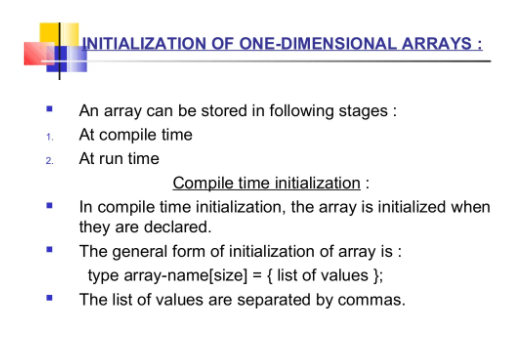 INITIALIZATION OF ONE-DIMENSIONAL ARRAYS :
▪ An array can be stored in following stages :
1. At compile time
2. At run time
Compile time initialization :
▪ In compile time initialization, the array is initialized when
they are declared.
▪ The general form of initialization of array is :
type array-name[size] = { list of values };
▪ The list of values are separated by commas.